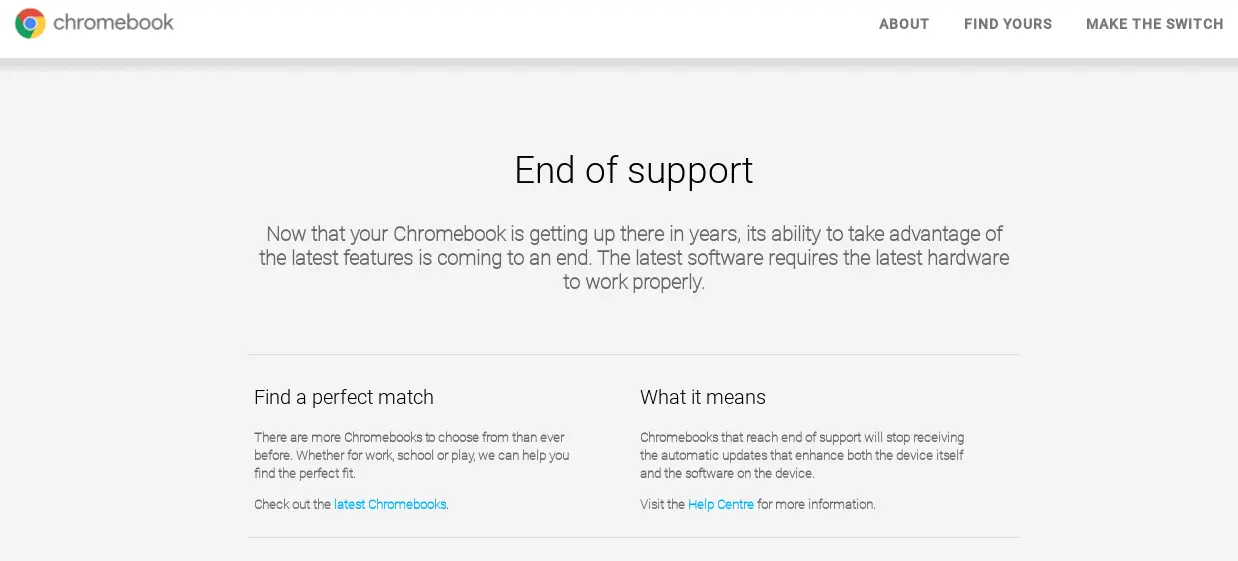 chromebook
ABOUT
FIND YOURS
MAKE THE SWITCH
End of support
Now that your Chromebook is getting up there in years, its ability to take advantage of
the latest features is coming to an end. The latest software requires the latest hardware
to work properly.
Find a perfect match
There are more Chromebooks to choose from than ever
before. Whether for work, school or play, we can help you
find the perfect fit.
Check out the latest Chromebooks.
What it means
Chromebooks that reach end of support will stop receiving
the automatic updates that enhance both the device itself
and the software on the device.
Visit the Help Centre for more information.